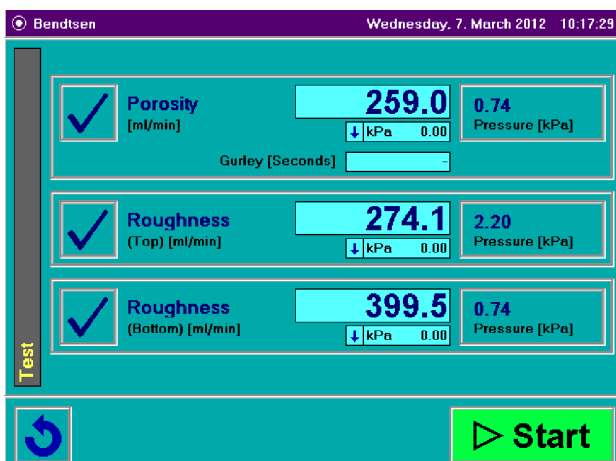 Bendtsen Wednesday, 7. March 2012 10:17:29
Porosity 259.0 0.74
[ml/min] kPa 0.00 Pressure [kPa]
Gurley [Seconds] -
Roughness 274.1 2.20
(Top) [ml/min] kPa 0.00 Pressure [kPa]
Roughness 399.5 0.74
(Bottom) [ml/min] kPa 0.00 Pressure [kPa]
Test
Start